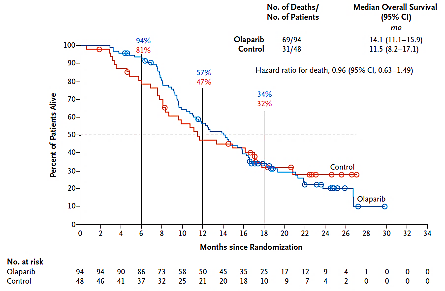 No. of Deaths/ Median Overall Survival
No. of Patients (95% CI)
mo
Olaparib 69/94 14.1 (11.1–15.9)
Control 31/48 11.5 (8.2–17.1)
Hazard ratio for death, 0.96 (95% CI, 0.63–1.49)
94%
81%
57%
47%
34%
32%
Percent of Patients Alive
100
90
80
70
60
50
40
30
20
10
0
Control
Olaparib
0 2 4 6 8 10 12 14 16 18 20 22 24 26 28 30 32 34
Months since Randomization
No. at risk
Olaparib 94 94 90 86 73 58 50 45 35 25 17 12 9 4 1 0 0 0
Control 48 46 41 37 32 25 21 20 18 10 9 7 4 2 0 0 0 0